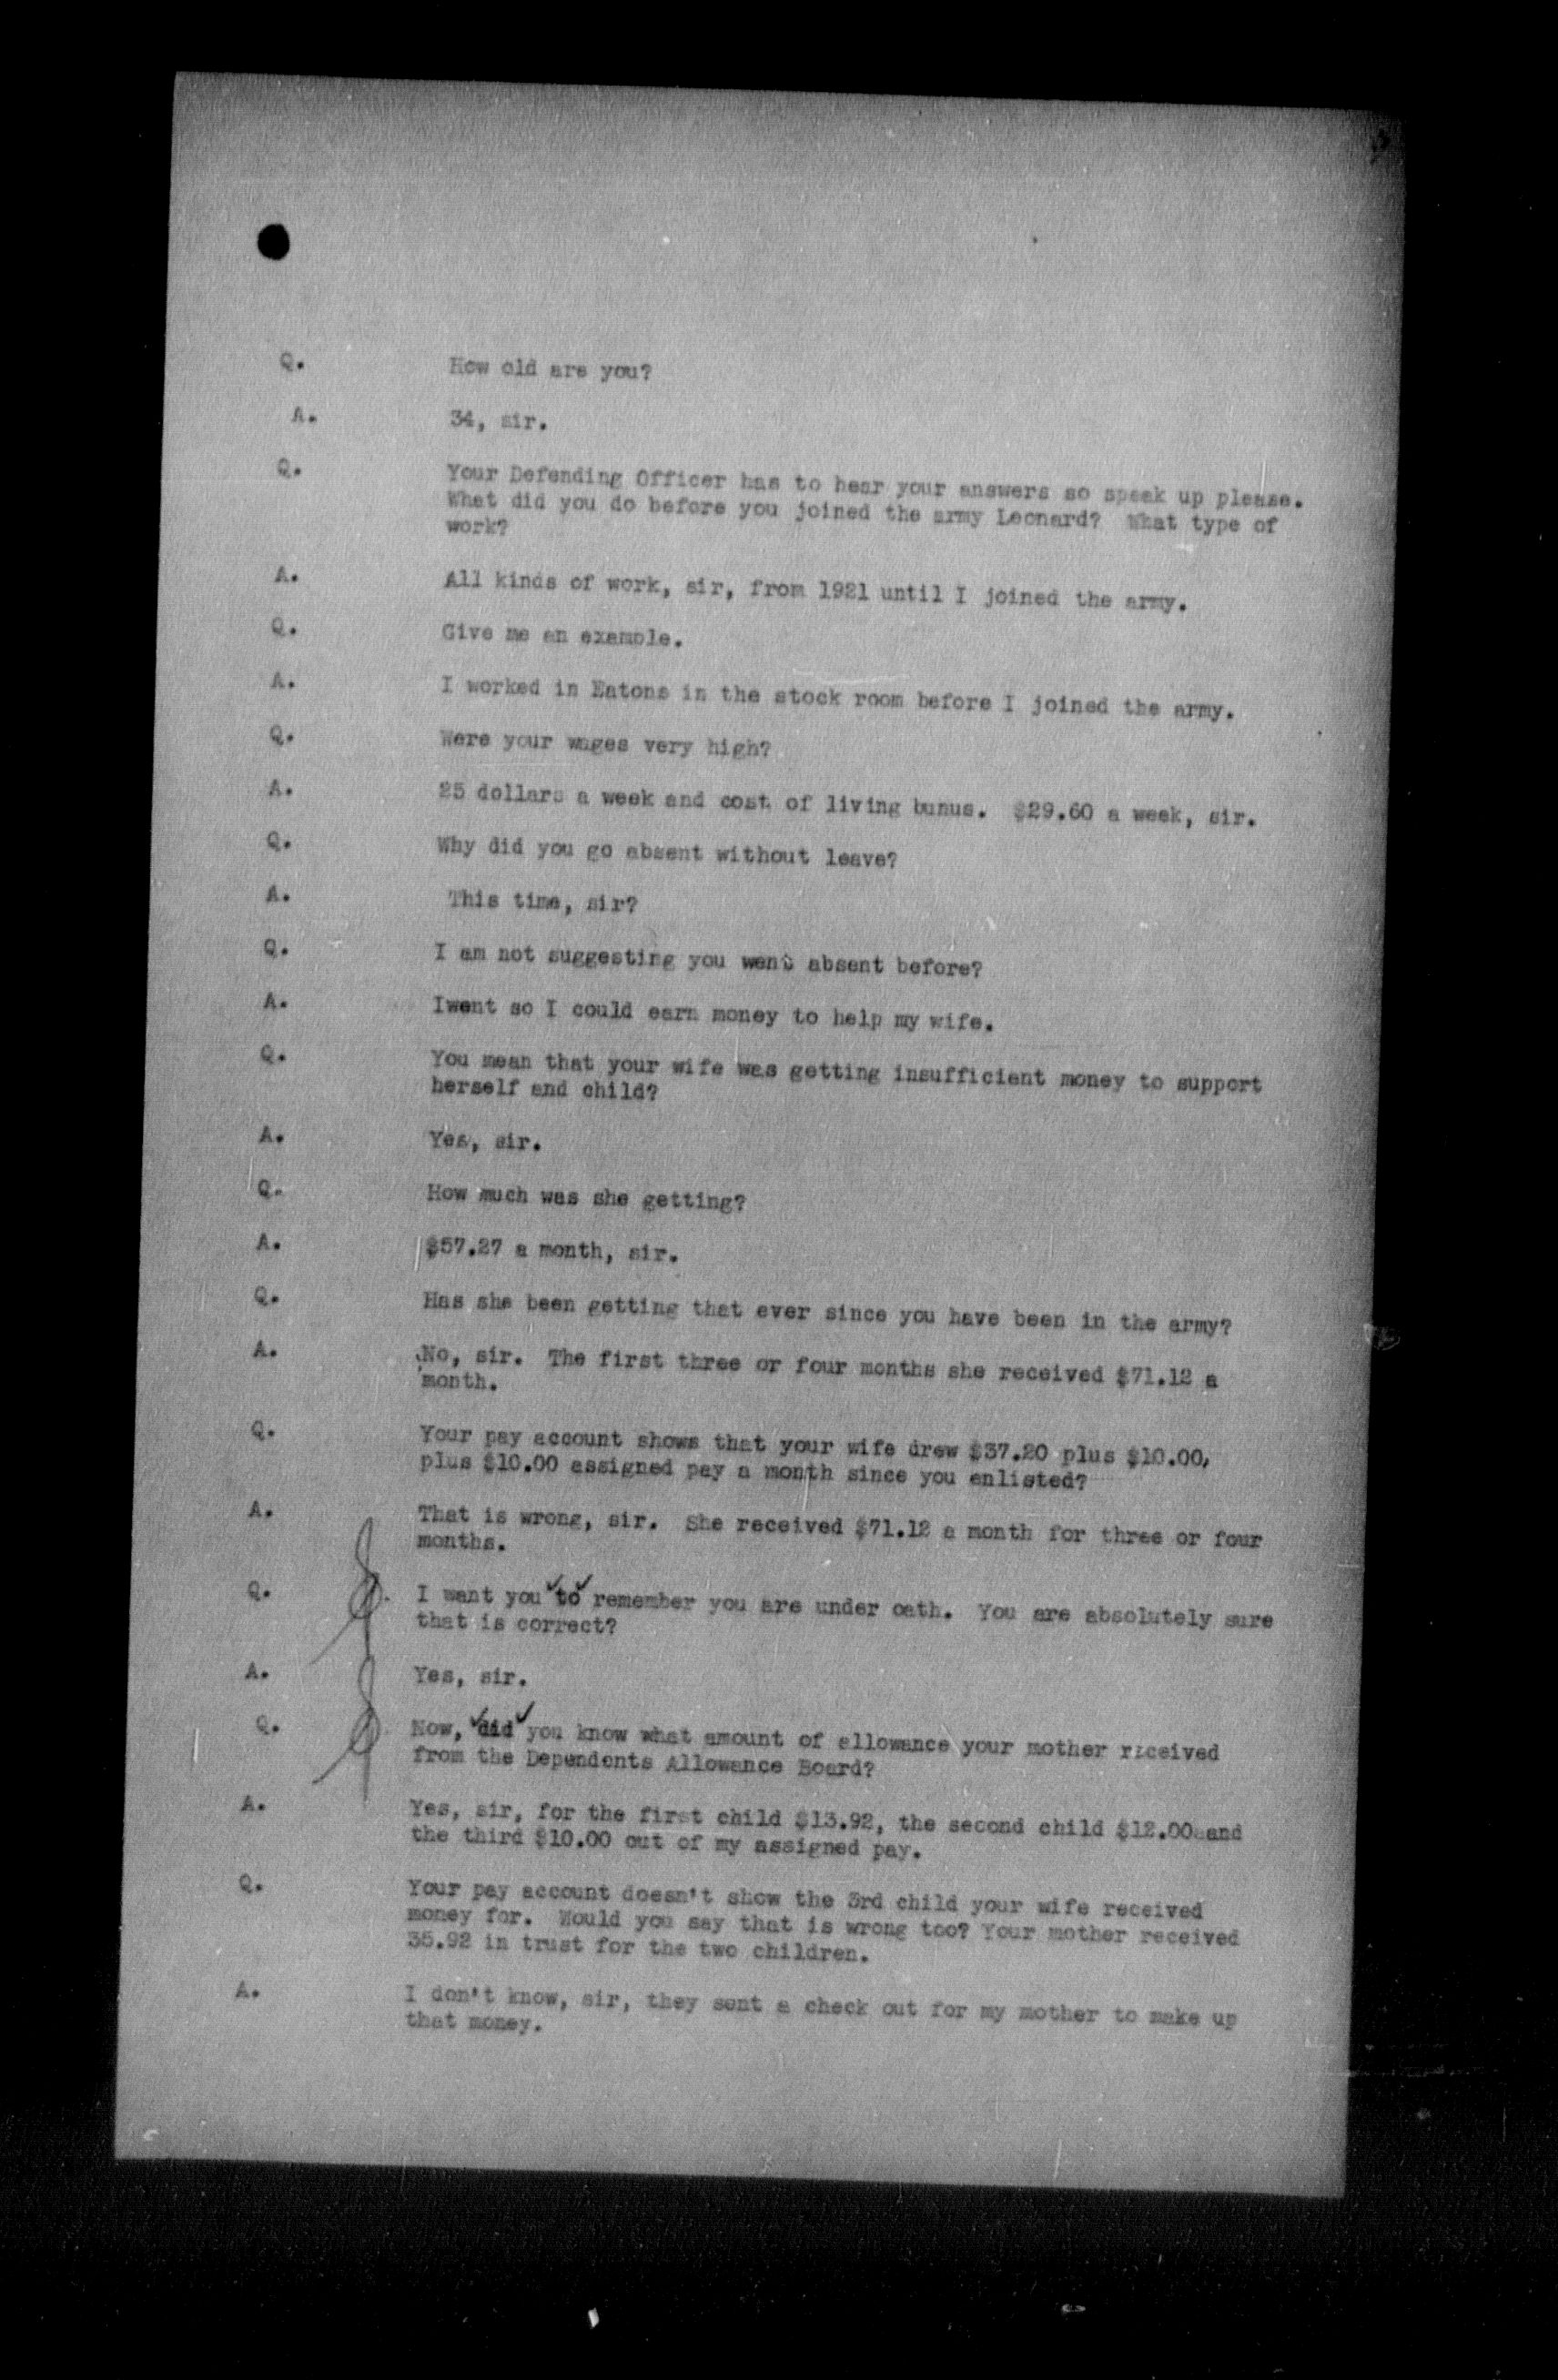 Q. How old are you?
A. 34, sir.
Q. Your Defending Officer has to hear your answers so speak up please.
What did you do before you joined the army Leonard? What type of
work?
A. All kinds of work, sir, from 1921 until I joined the army.
Q. Give me an example.
A. I worked in Eatons in the stock room before I joined the army.
Q. Were your wages very high?
A. 25 dollars a week and cost of living bunus. $29.60 a week, sir.
Q. Why did you go absent without leave?
A. This time, sir?
Q. I am not suggesting you went absent before?
A. Iwent so I could earn money to help my wife.
Q. You mean that your wife was getting insufficient money to support
herself and child?
A. Yes, sir.
Q. How much was she getting?
A. $57.27 a month, sir.
Q. Has she been getting that ever since you have been in the army?
A. No, sir. The first three or four months she received $71.12 a
month.
Q. Your pay account shows that your wife drew $37.20 plus $10.00,
plus $10.00 assigned pay a month since you enlisted?
A. That is wrong, sir. She received $71.12 a month for three or four
months.
Q. I want you to remember you are under oath. You are absolutely sure
that is correct?
A. Yes, sir.
Q. Now, did you know what amount of allowance your mother received
from the Dependents Allowance Board?
A. Yes, sir, for the first child $13.92, the second child $12.00 and
the third $10.00 out of my assigned pay.
Q. Your pay account doesn't show the 3rd child your wife received
money for. Would you say that is wrong too? Your mother received
35.92 in trust for the two children.
A. I don't know, sir, they sent a check out for my mother to make up
that money.